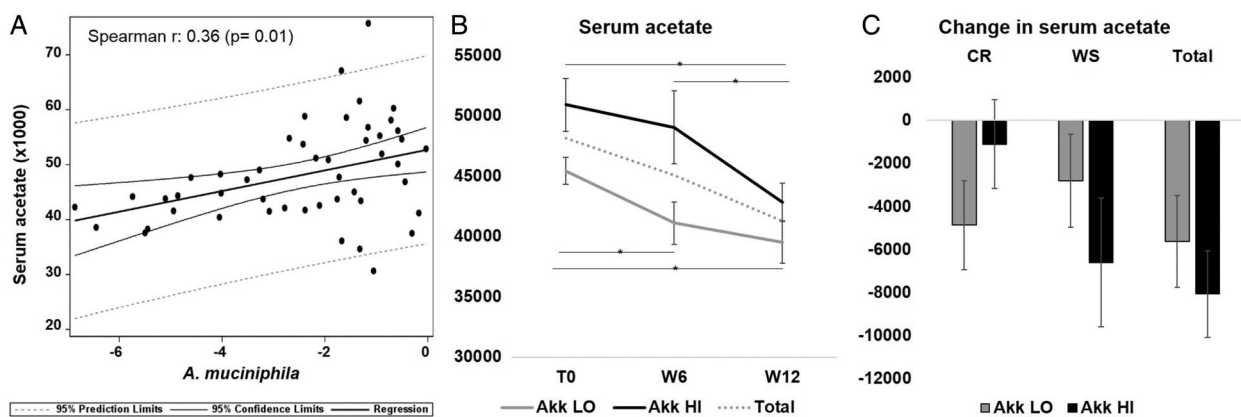 A
Spearman r: 0.36 (p= 0.01)
Serum acetate (x1000)
70
60
50
40
30
20
-6
-4
-2
0
A. muciniphila
95% Prediction Limits
95% Confidence Limits
Regression
B
Serum acetate
55000
50000
45000
40000
35000
30000
*
*
*
*
T0
W6
W12
Akk LO
Akk HI
Total
C
Change in serum acetate
CR
WS
Total
2000
0
-2000
-4000
-6000
-8000
-10000
-12000
Akk LO
Akk HI